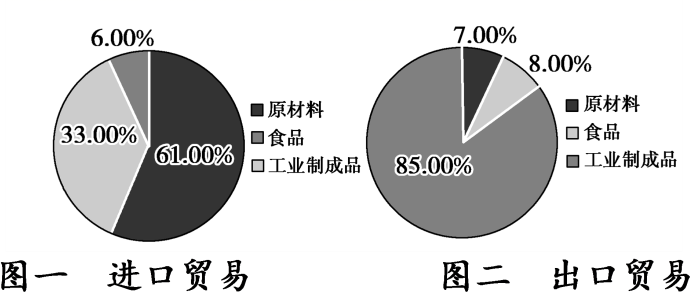 6.00%
33.00%
61.00%
原材料
食品
工业制成品
图一 进口贸易
7.00%
8.00%
85.00%
原材料
食品
工业制成品
图二 出口贸易